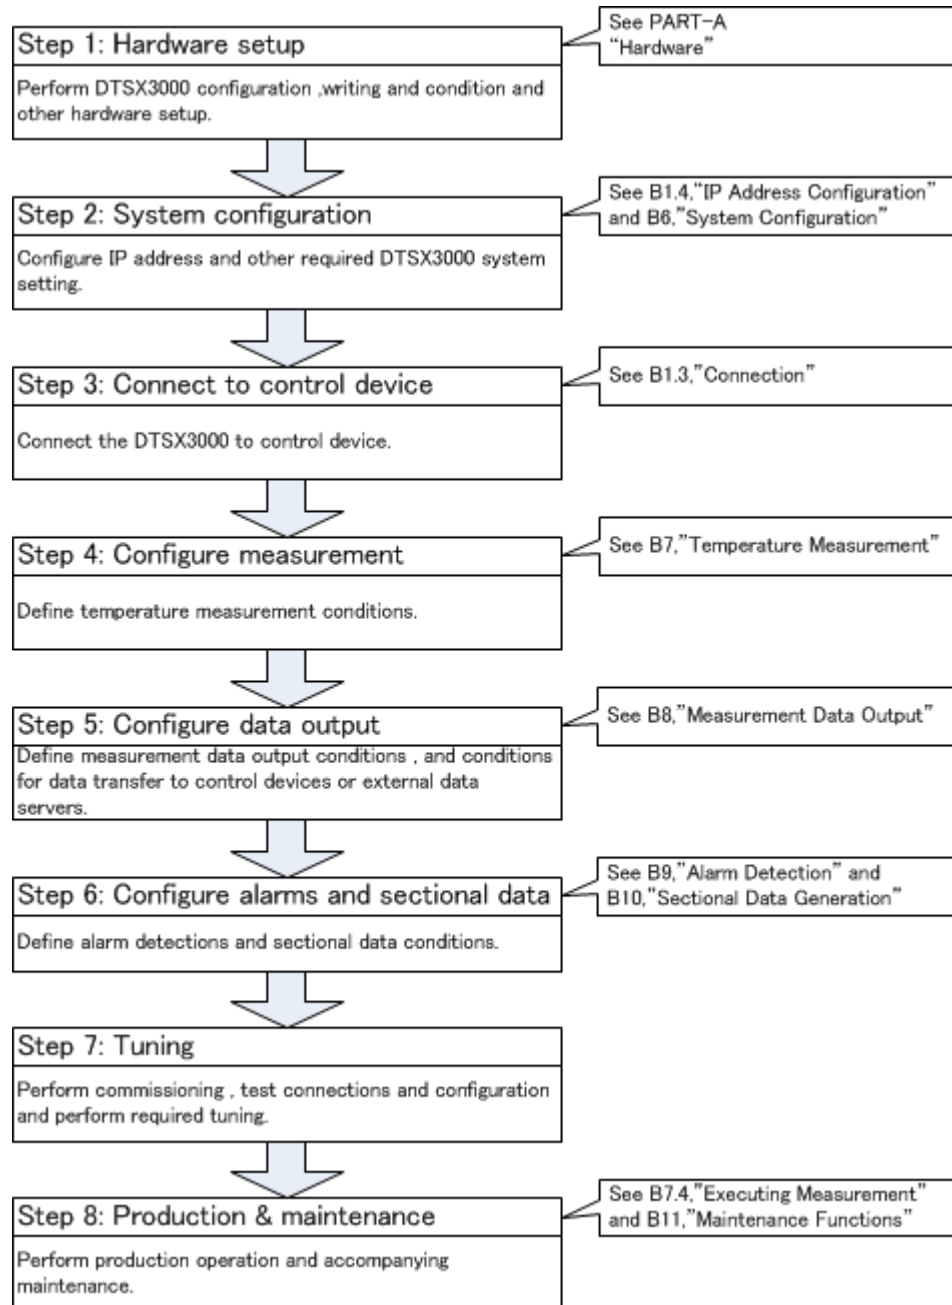 Step 1: Hardware setup
See PART-A
“Hardware”
Perform DTSX3000 configuration ,writing and condition and
other hardware setup.
Step 2: System configuration
See B1.4,“IP Address Configuration”
and B6,“System Configuration”
Configure IP address and other required DTSX3000 system
setting.
Step 3: Connect to control device
See B1.3,”Connection”
Connect the DTSX3000 to control device.
Step 4: Configure measurement
See B7,”Temperature Measurement”
Define temperature measurement conditions.
Step 5: Configure data output
See B8,”Measurement Data Output”
Define measurement data output conditions , and conditions
for data transfer to control devices or external data
servers.
Step 6: Configure alarms and sectional data
See B9,”Alarm Detection” and
B10,”Sectional Data Generation”
Define alarm detections and sectional data conditions.
Step 7: Tuning
Perform commissioning , test connections and configuration
and perform required tuning.
Step 8: Production & maintenance
See B7.4,”Executing Measurement”
and B11,”Maintenance Functions”
Perform production operation and accompanying
maintenance.